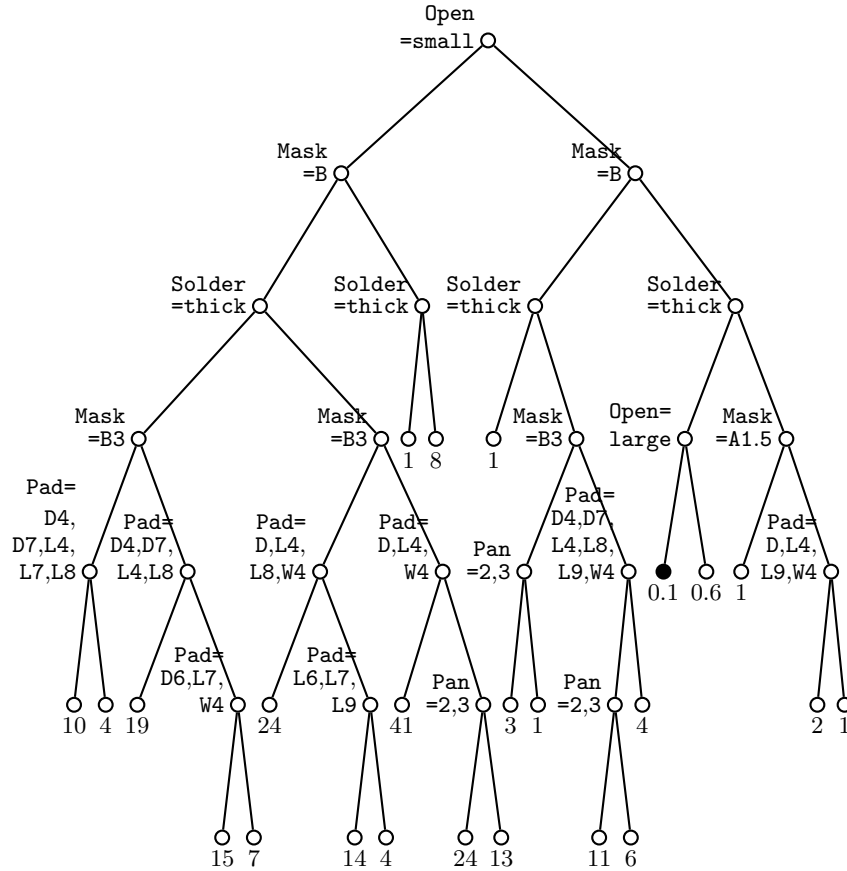 Open
=small
Mask
=B
Mask
=B
Solder
=thick
Solder
=thick
Solder
=thick
Solder
=thick
Mask
=B3
Mask
=B3
1
8
1
Mask
=B3
Open=
large
Mask
=A1.5
Pad=
D4,
D7,L4,
L7,L8
Pad=
D4,D7,
L4,L8
Pad=
D,L4,
L8,W4
Pad=
D,L4,
W4
Pan
=2,3
Pad=
D4,D7,
L4,L8,
L9,W4
0.1
0.6
1
Pad=
D,L4,
L9,W4
10
4
19
Pad=
D6,L7,
W4
24
Pad=
L6,L7,
L9
41
Pan
=2,3
3
1
Pan
=2,3
4
2
1
15
7
14
4
24
13
11
6